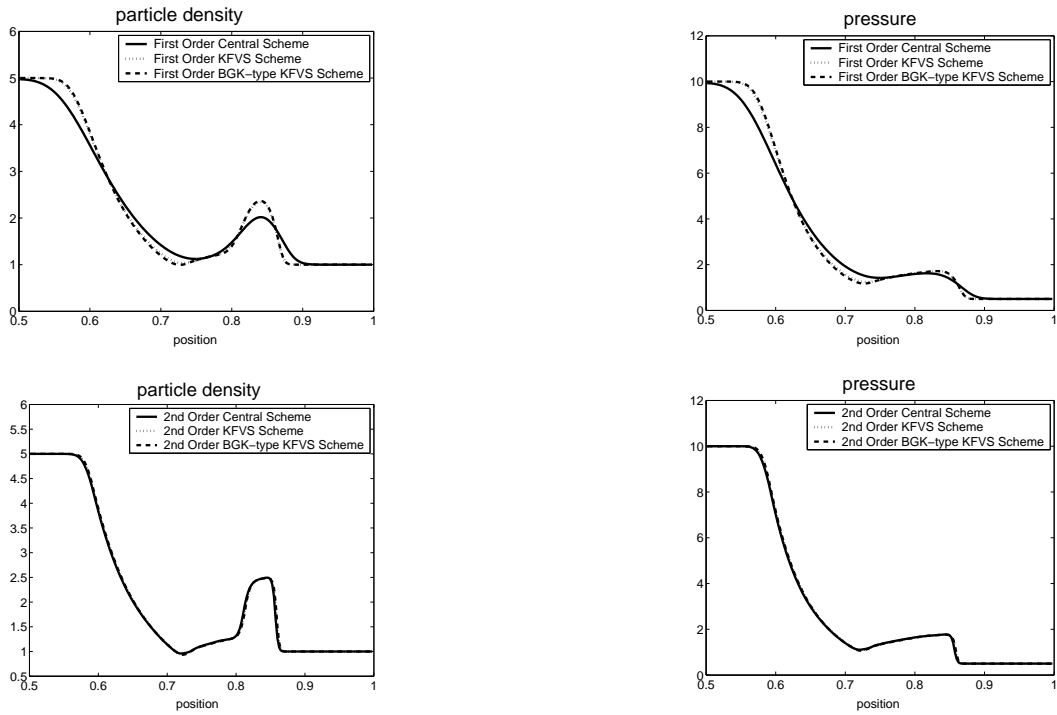 particle density
6
5
4
3
2
1
0
First Order Central Scheme
First Order KFVS Scheme
First Order BGK−type KFVS Scheme
0.5 0.6 0.7 0.8 0.9 1
position
pressure
12
10
8
6
4
2
0
First Order Central Scheme
First Order KFVS Scheme
First Order BGK−type KFVS Scheme
0.5 0.6 0.7 0.8 0.9 1
position
particle density
6
5.5
5
4.5
4
3.5
3
2.5
2
1.5
1
0.5
2nd Order Central Scheme
2nd Order KFVS Scheme
2nd Order BGK−type KFVS Scheme
0.5 0.6 0.7 0.8 0.9 1
position
pressure
12
10
8
6
4
2
0
2nd Order Central Scheme
2nd Order KFVS Scheme
2nd Order BGK−type KFVS Scheme
0.5 0.6 0.7 0.8 0.9 1
position